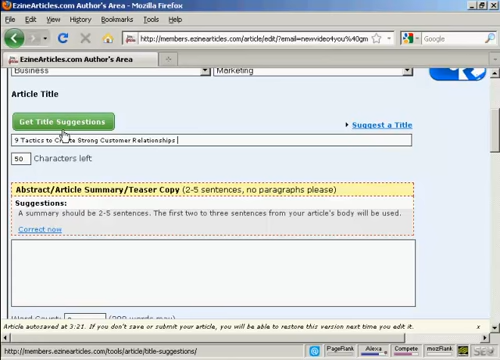 EzineArticles.com Author's Area - Mozilla Firefox
File Edit View History Bookmarks Tools Help
http://members.ezinearticles.com/article/edit/?email=newvideo4you%40gm
EzineArticles.com Author's Area
Business Marketing
Article Title
Get Title Suggestions
Suggest a Title
9 Tactics to Create Strong Customer Relationships
50 Characters left
Abstract/Article Summary/Teaser Copy (2-5 sentences, no paragraphs please)
Suggestions:
A summary should be 2-5 sentences. The first two to three sentences from your article's body will be used.
Correct now
Article autosaved at 3:21. If you don't save or submit your article, you will be able to restore this version next time you edit it. x
http://members.ezinearticles.com/tools/article/title-suggestions/
PageRank Alexa mozRank